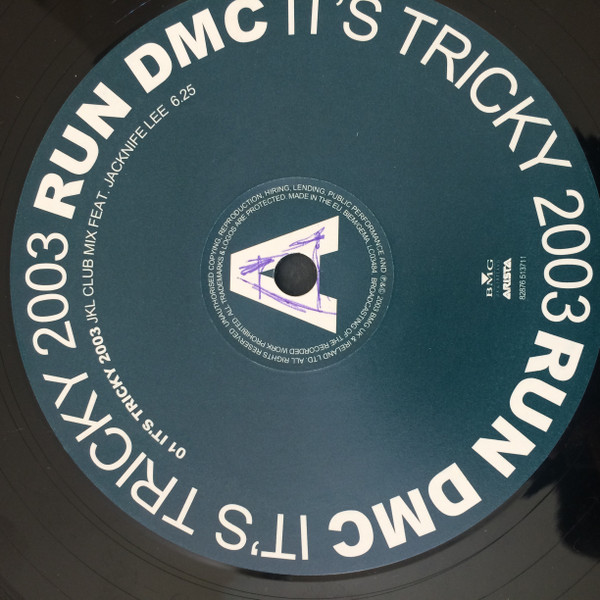 RUN DMC IT'S TRICKY 2003 RUN DMC IT'S TRICKY 2003
01 IT'S TRICKY 2003 JKL CLUB MIX FEAT. JACKNIFE LEE 6.25
A
℗&© 2003 BMG UK & IRELAND LTD. ALL RIGHTS RESERVED. UNAUTHORISED COPYING, REPRODUCTION, HIRING, LENDING, PUBLIC PERFORMANCE AND
BROADCASTING OF THE RECORDED WORK PROHIBITED. ALL TRADEMARKS & LOGOS ARE PROTECTED. MADE IN THE EU. BIEM/GEMA. LC03484
BMG
ARISTA
82876 513711